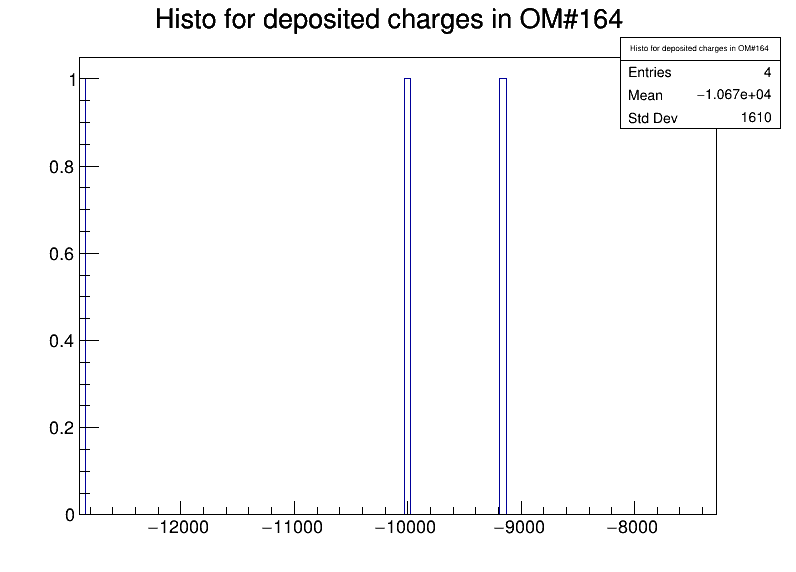 Histo for deposited charges in OM#164
Histo for deposited charges in OM#164
Entries 4
Mean −1.067e+04
Std Dev 1610
1
0.8
0.6
0.4
0.2
0
−12000 −11000 −10000 −9000 −8000